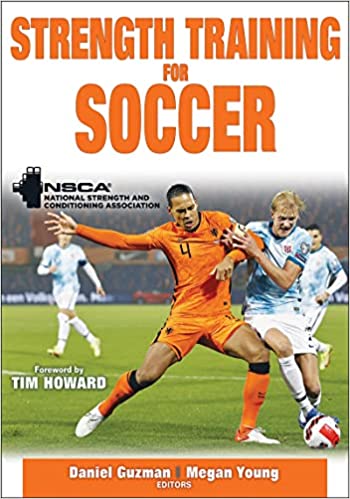 STRENGTH TRAINING
FOR
SOCCER
NSCA®
NATIONAL STRENGTH AND
CONDITIONING ASSOCIATION
4
Foreword by
TIM HOWARD
Daniel Guzman | Megan Young
EDITORS